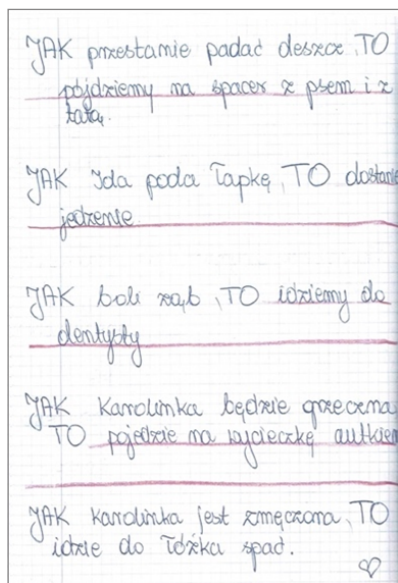 JAK przestanie padać deszcz, TO
pójdziemy na spacer z psem i z
tatą.
JAK Ida poda łapkę, TO dostanie
jedzenie
JAK boli ząb, TO idziemy do
dentysty
JAK Karolinka będzie grzeczna
TO pojedzie na wycieczkę autkiem
JAK Karolinka jest zmęczona, TO
idzie do łóżka spać.